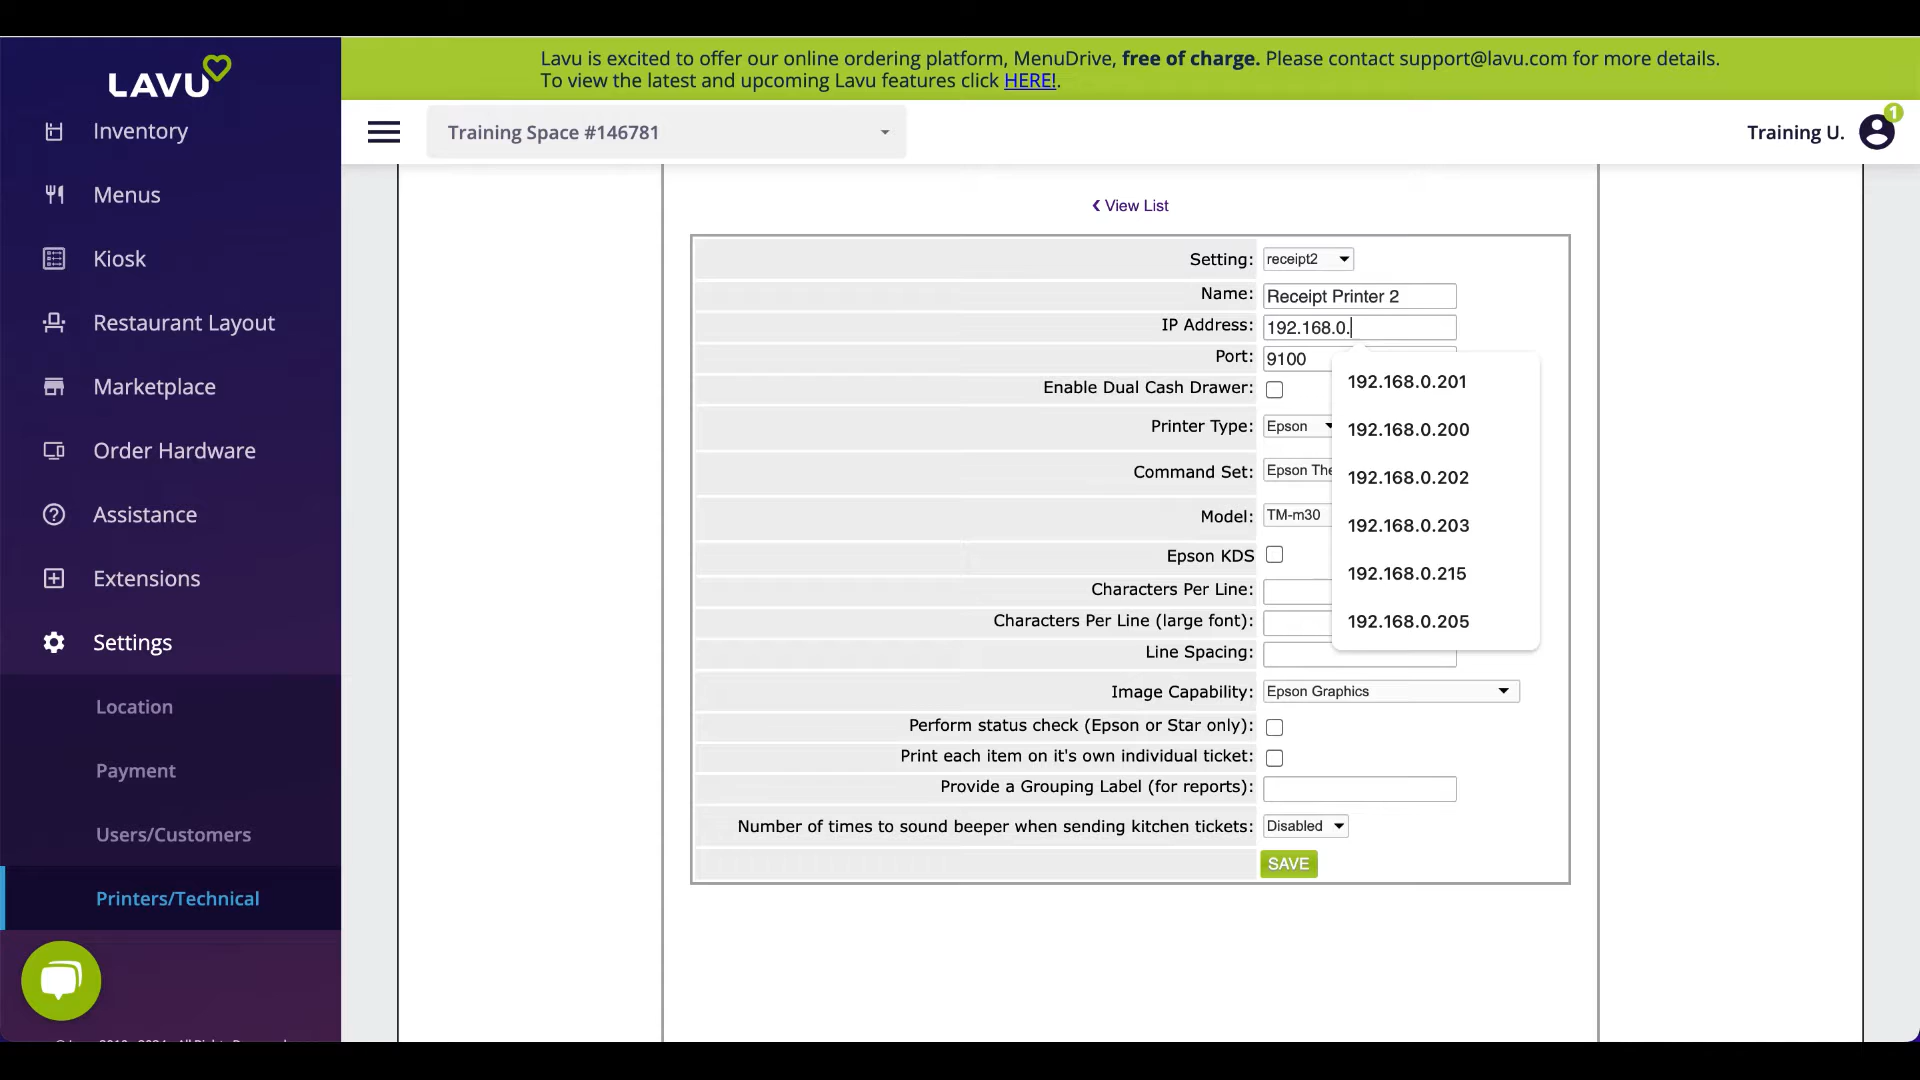 LAVU
Inventory
Menus
Kiosk
Restaurant Layout
Marketplace
Order Hardware
Assistance
Extensions
Settings
Location
Payment
Users/Customers
Printers/Technical
Lavu is excited to offer our online ordering platform, MenuDrive, free of charge. Please contact support@lavu.com for more details.
To view the latest and upcoming Lavu features click HERE!.
Training Space #146781
Training U.
1
View List
Setting: receipt2
Name: Receipt Printer 2
IP Address: 192.168.0.
Port: 9100
Enable Dual Cash Drawer:
Printer Type: Epson
Command Set: Epson The
Model: TM-m30
Epson KDS
Characters Per Line:
Characters Per Line (large font):
Line Spacing:
192.168.0.201
192.168.0.200
192.168.0.202
192.168.0.203
192.168.0.215
192.168.0.205
Image Capability: Epson Graphics
Perform status check (Epson or Star only):
Print each item on it's own individual ticket:
Provide a Grouping Label (for reports):
Number of times to sound beeper when sending kitchen tickets: Disabled
SAVE